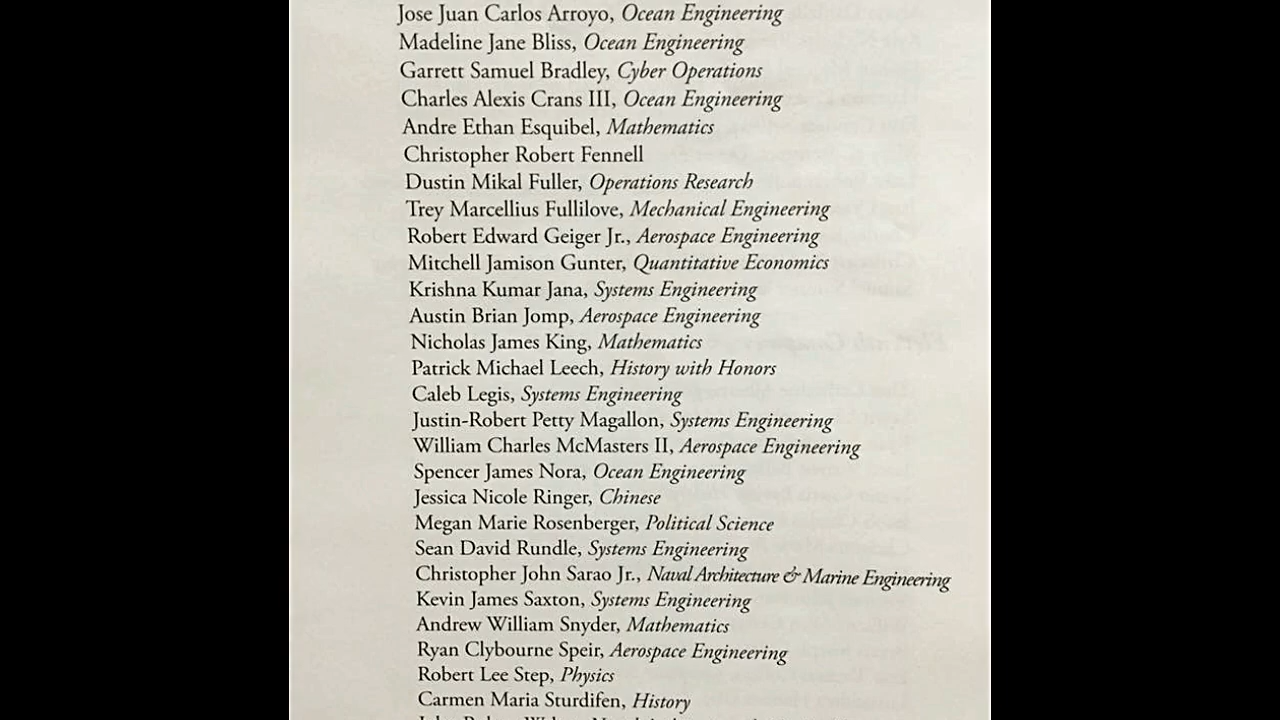 Jose Juan Carlos Arroyo, Ocean Engineering
Madeline Jane Bliss, Ocean Engineering
Garrett Samuel Bradley, Cyber Operations
Charles Alexis Crans III, Ocean Engineering
Andre Ethan Esquibel, Mathematics
Christopher Robert Fennell
Dustin Mikal Fuller, Operations Research
Trey Marcellius Fullilove, Mechanical Engineering
Robert Edward Geiger Jr., Aerospace Engineering
Mitchell Jamison Gunter, Quantitative Economics
Krishna Kumar Jana, Systems Engineering
Austin Brian Jomp, Aerospace Engineering
Nicholas James King, Mathematics
Patrick Michael Leech, History with Honors
Caleb Legis, Systems Engineering
Justin-Robert Petty Magallon, Systems Engineering
William Charles McMasters II, Aerospace Engineering
Spencer James Nora, Ocean Engineering
Jessica Nicole Ringer, Chinese
Megan Marie Rosenberger, Political Science
Sean David Rundle, Systems Engineering
Christopher John Sarao Jr., Naval Architecture & Marine Engineering
Kevin James Saxton, Systems Engineering
Andrew William Snyder, Mathematics
Ryan Clybourne Speir, Aerospace Engineering
Robert Lee Step, Physics
Carmen Maria Sturdifen, History